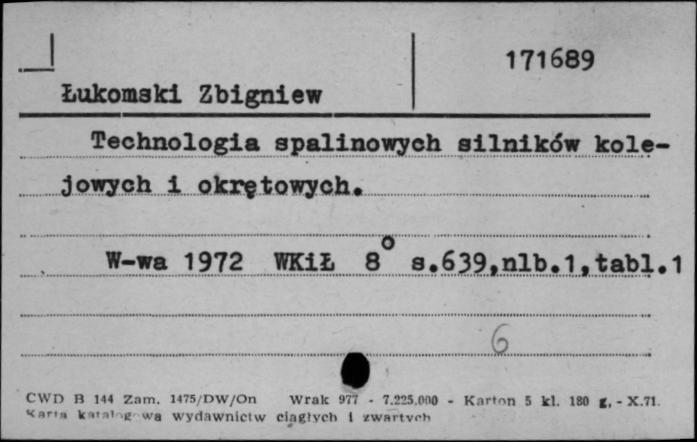 171689
Łukomski Zbigniew
Technologia spalinowych silników kole-
jowych i okrętowych.
W-wa 1972 WKiŁ 8° s.639,nlb.1,tabl.1
6
CWD B 144 Zam. 1475/DW/On Wrak 977 - 7.225.000 - Karton 5 kl. 180 g, - X.71.
Karta katalogowa wydawnictw ciągłych i zwartych